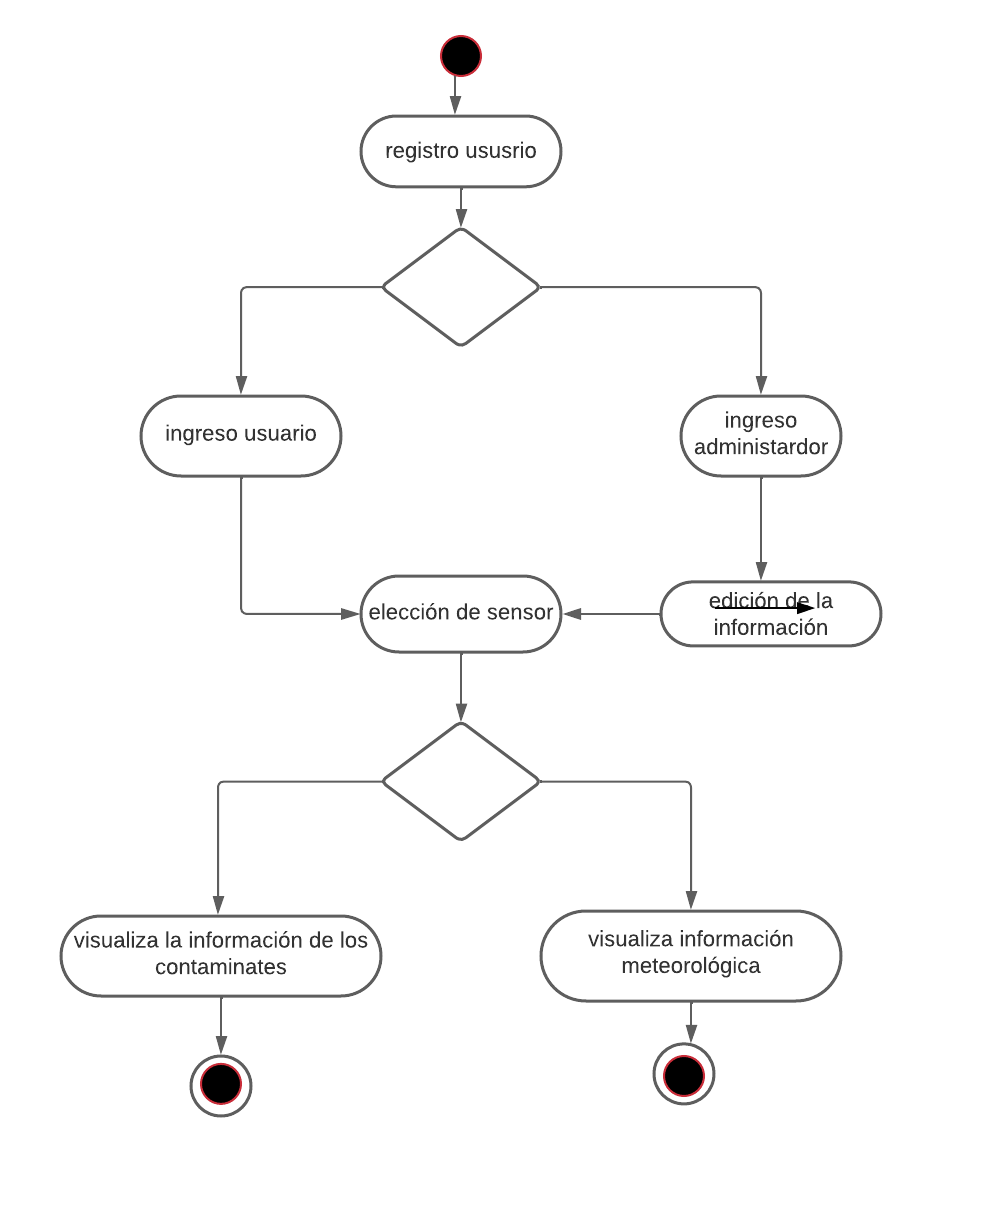 registro ususrio
ingreso usuario
ingreso
administardor
elección de sensor
edición de la
información
visualiza la información de los
contaminates
visualiza información
meteorológica